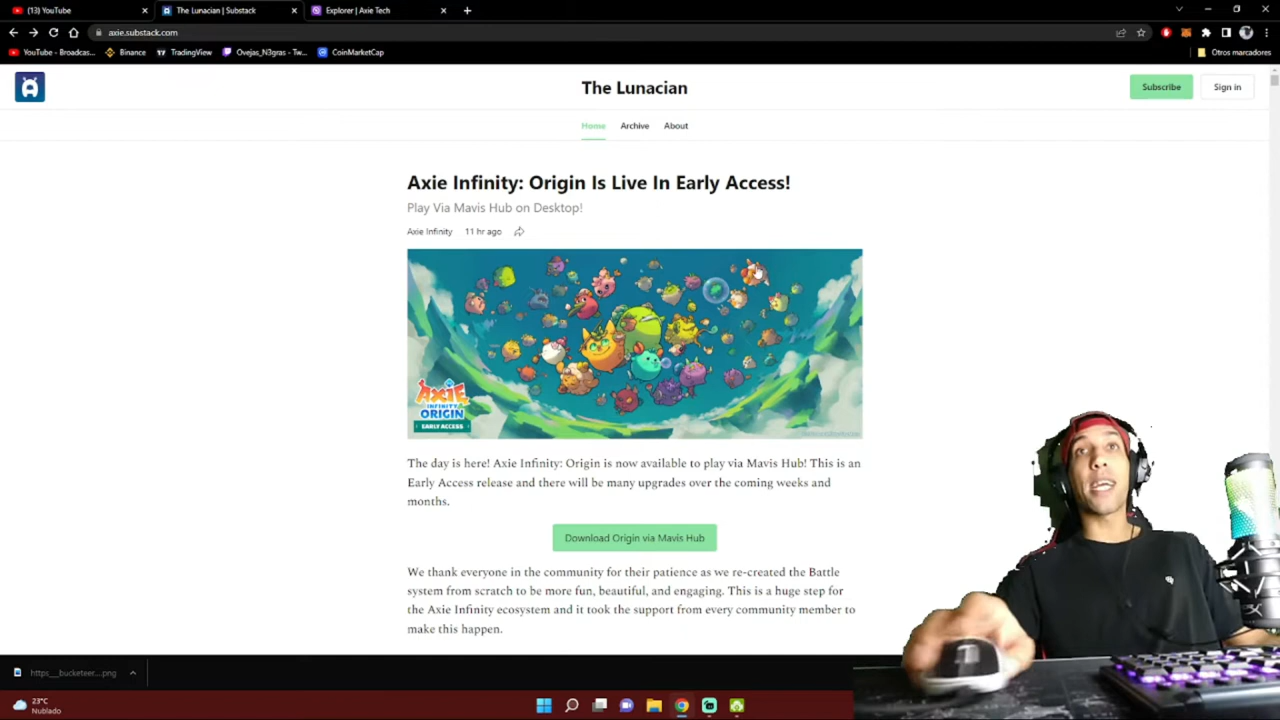 (13) YouTube
The Lunacian | Substack
Explorer | Axie Tech
axie.substack.com
YouTube - Broadcas...
Binance
TradingView
Ovejas_N3gras - Tw...
CoinMarketCap
Otros marcadores
The Lunacian
Subscribe
Sign in
Home
Archive
About
Axie Infinity: Origin Is Live In Early Access!
Play Via Mavis Hub on Desktop!
Axie Infinity
11 hr ago
AXIE
INFINITY
ORIGIN
EARLY ACCESS
The day is here! Axie Infinity: Origin is now available to play via Mavis Hub! This is an
Early Access release and there will be many upgrades over the coming weeks and
months.
Download Origin via Mavis Hub
We thank everyone in the community for their patience as we re-created the Battle
system from scratch to be more fun, beautiful, and engaging. This is a huge step for
the Axie Infinity ecosystem and it took the support from every community member to
make this happen.
https__bucketeer....png
23°C
Nublado